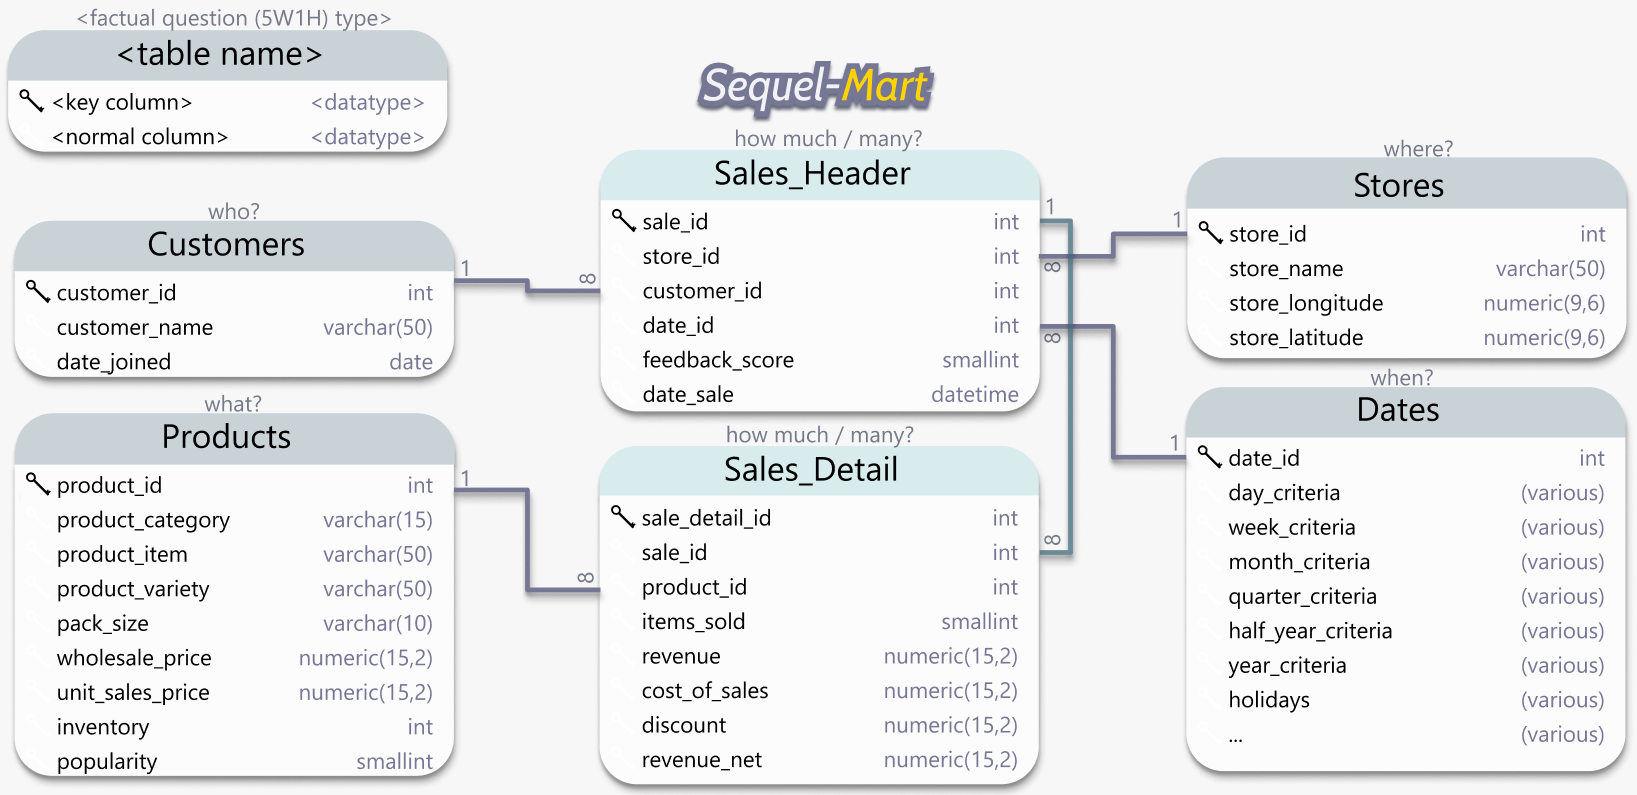 <factual question (5W1H) type>
<table name>
<key column> <datatype>
<normal column> <datatype>
Sequel-Mart
who?
Customers
customer_id int
customer_name varchar(50)
date_joined date
what?
Products
product_id int
product_category varchar(15)
product_item varchar(50)
product_variety varchar(50)
pack_size varchar(10)
wholesale_price numeric(15,2)
unit_sales_price numeric(15,2)
inventory int
popularity smallint
1
8
1
8
how much / many?
Sales_Header
sale_id int
store_id int
customer_id int
date_id int
feedback_score smallint
date_sale datetime
how much / many?
Sales_Detail
sale_detail_id int
sale_id int
product_id int
items_sold smallint
revenue numeric(15,2)
cost_of_sales numeric(15,2)
discount numeric(15,2)
revenue_net numeric(15,2)
1
8
8
8
1
1
where?
Stores
store_id int
store_name varchar(50)
store_longitude numeric(9,6)
store_latitude numeric(9,6)
when?
Dates
date_id int
day_criteria (various)
week_criteria (various)
month_criteria (various)
quarter_criteria (various)
half_year_criteria (various)
year_criteria (various)
holidays (various)
... (various)